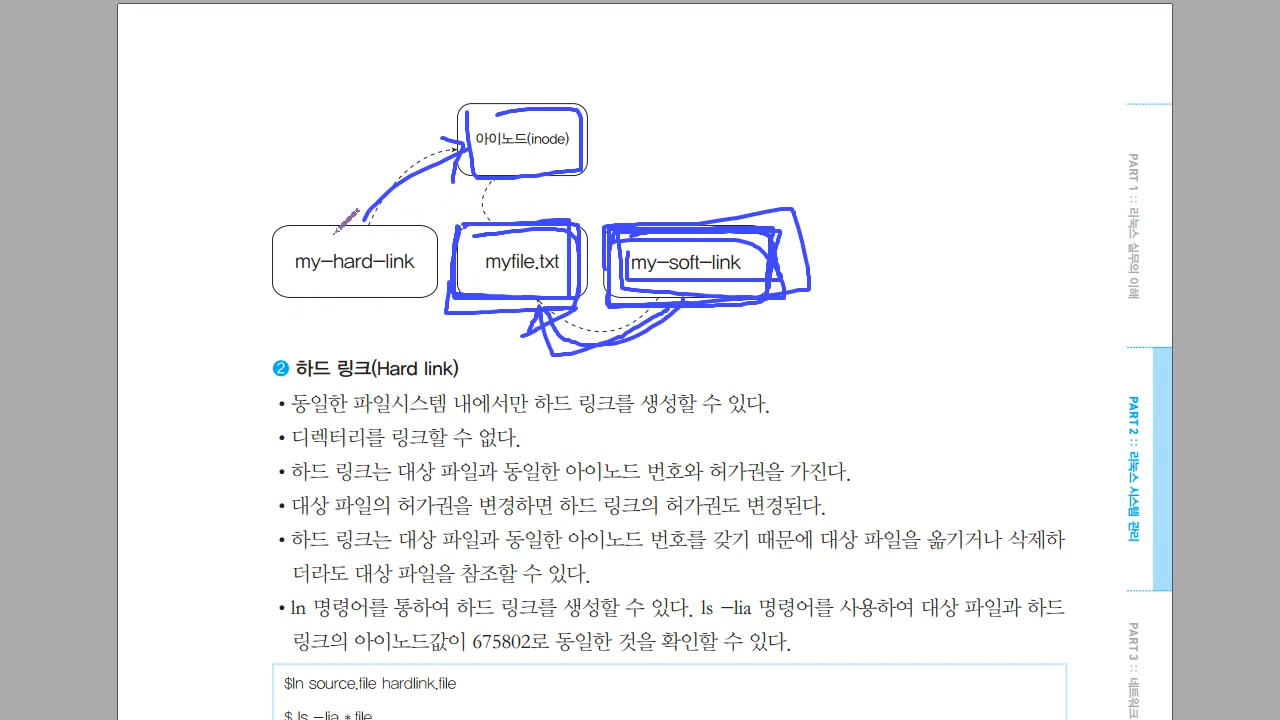 아이노드(inode)
my-hard-link
myfile.txt
my-soft-link
❷ 하드 링크(Hard link)
• 동일한 파일시스템 내에서만 하드 링크를 생성할 수 있다.
• 디렉터리를 링크할 수 없다.
• 하드 링크는 대상 파일과 동일한 아이노드 번호와 허가권을 가진다.
• 대상 파일의 허가권을 변경하면 하드 링크의 허가권도 변경된다.
• 하드 링크는 대상 파일과 동일한 아이노드 번호를 갖기 때문에 대상 파일을 옮기거나 삭제하
더라도 대상 파일을 참조할 수 있다.
• ln 명령어를 통하여 하드 링크를 생성할 수 있다. ls -lia 명령어를 사용하여 대상 파일과 하드
링크의 아이노드값이 675802로 동일한 것을 확인할 수 있다.
$ln source.file hardlink.file
$ ls -lia *.file
PART 1 :: 리눅스 실무의 이해
PART 2 :: 리눅스 시스템 관리
PART 3 :: 네트워크